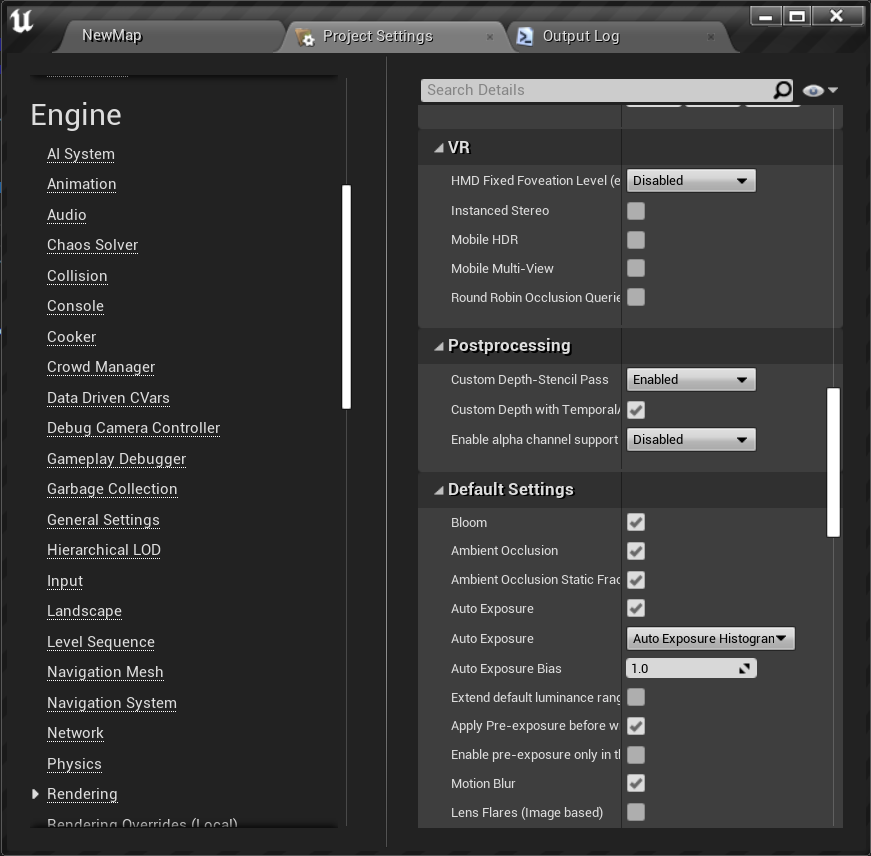 NewMap
Project Settings
Output Log
Engine
AI System
Animation
Audio
Chaos Solver
Collision
Console
Cooker
Crowd Manager
Data Driven CVars
Debug Camera Controller
Gameplay Debugger
Garbage Collection
General Settings
Hierarchical LOD
Input
Landscape
Level Sequence
Navigation Mesh
Navigation System
Network
Physics
Rendering
Rendering Overrides (Local)
Search Details
VR
HMD Fixed Foveation Level (e Disabled
Instanced Stereo
Mobile HDR
Mobile Multi-View
Round Robin Occlusion Querie
Postprocessing
Custom Depth-Stencil Pass Enabled
Custom Depth with TemporalA
Enable alpha channel support Disabled
Default Settings
Bloom
Ambient Occlusion
Ambient Occlusion Static Frac
Auto Exposure
Auto Exposure Auto Exposure Histogram
Auto Exposure Bias 1.0
Extend default luminance rang
Apply Pre-exposure before w
Enable pre-exposure only in th
Motion Blur
Lens Flares (Image based)